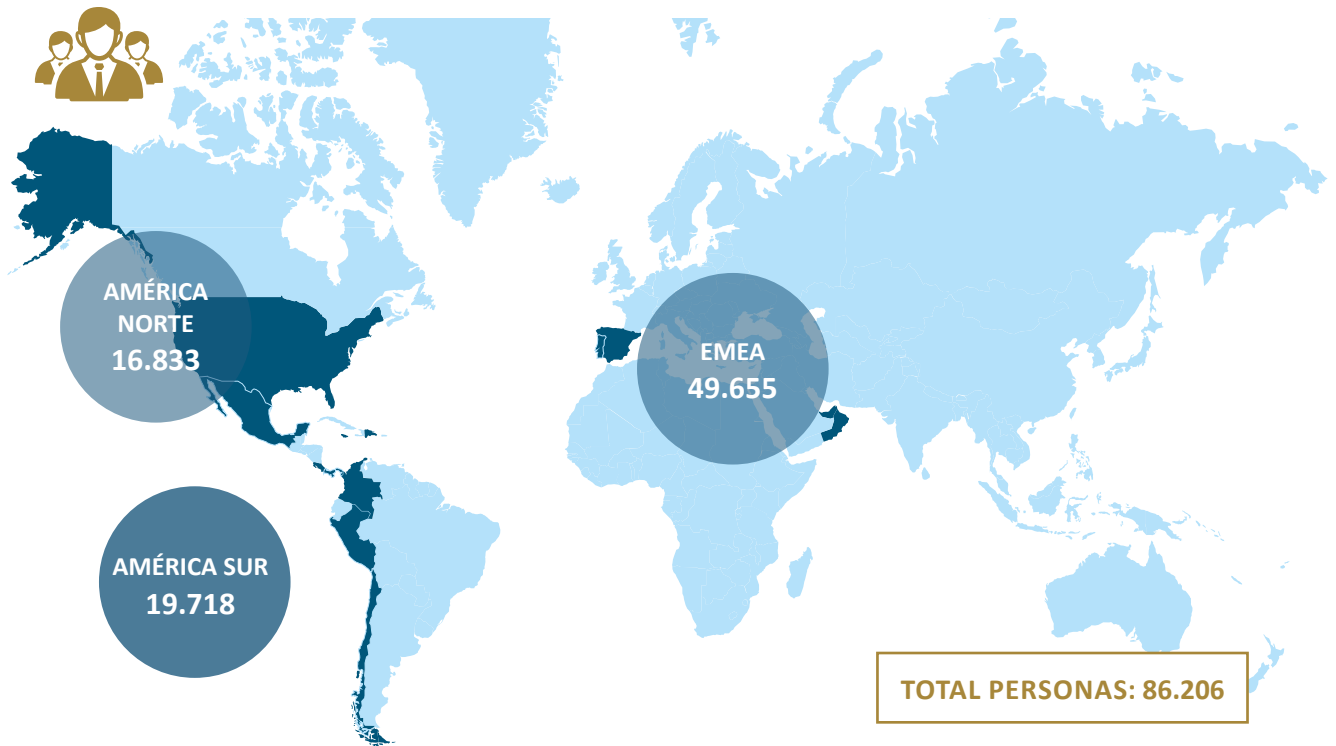 AMÉRICA
NORTE
16.833
EMEA
49.655
AMÉRICA SUR
19.718
TOTAL PERSONAS: 86.206